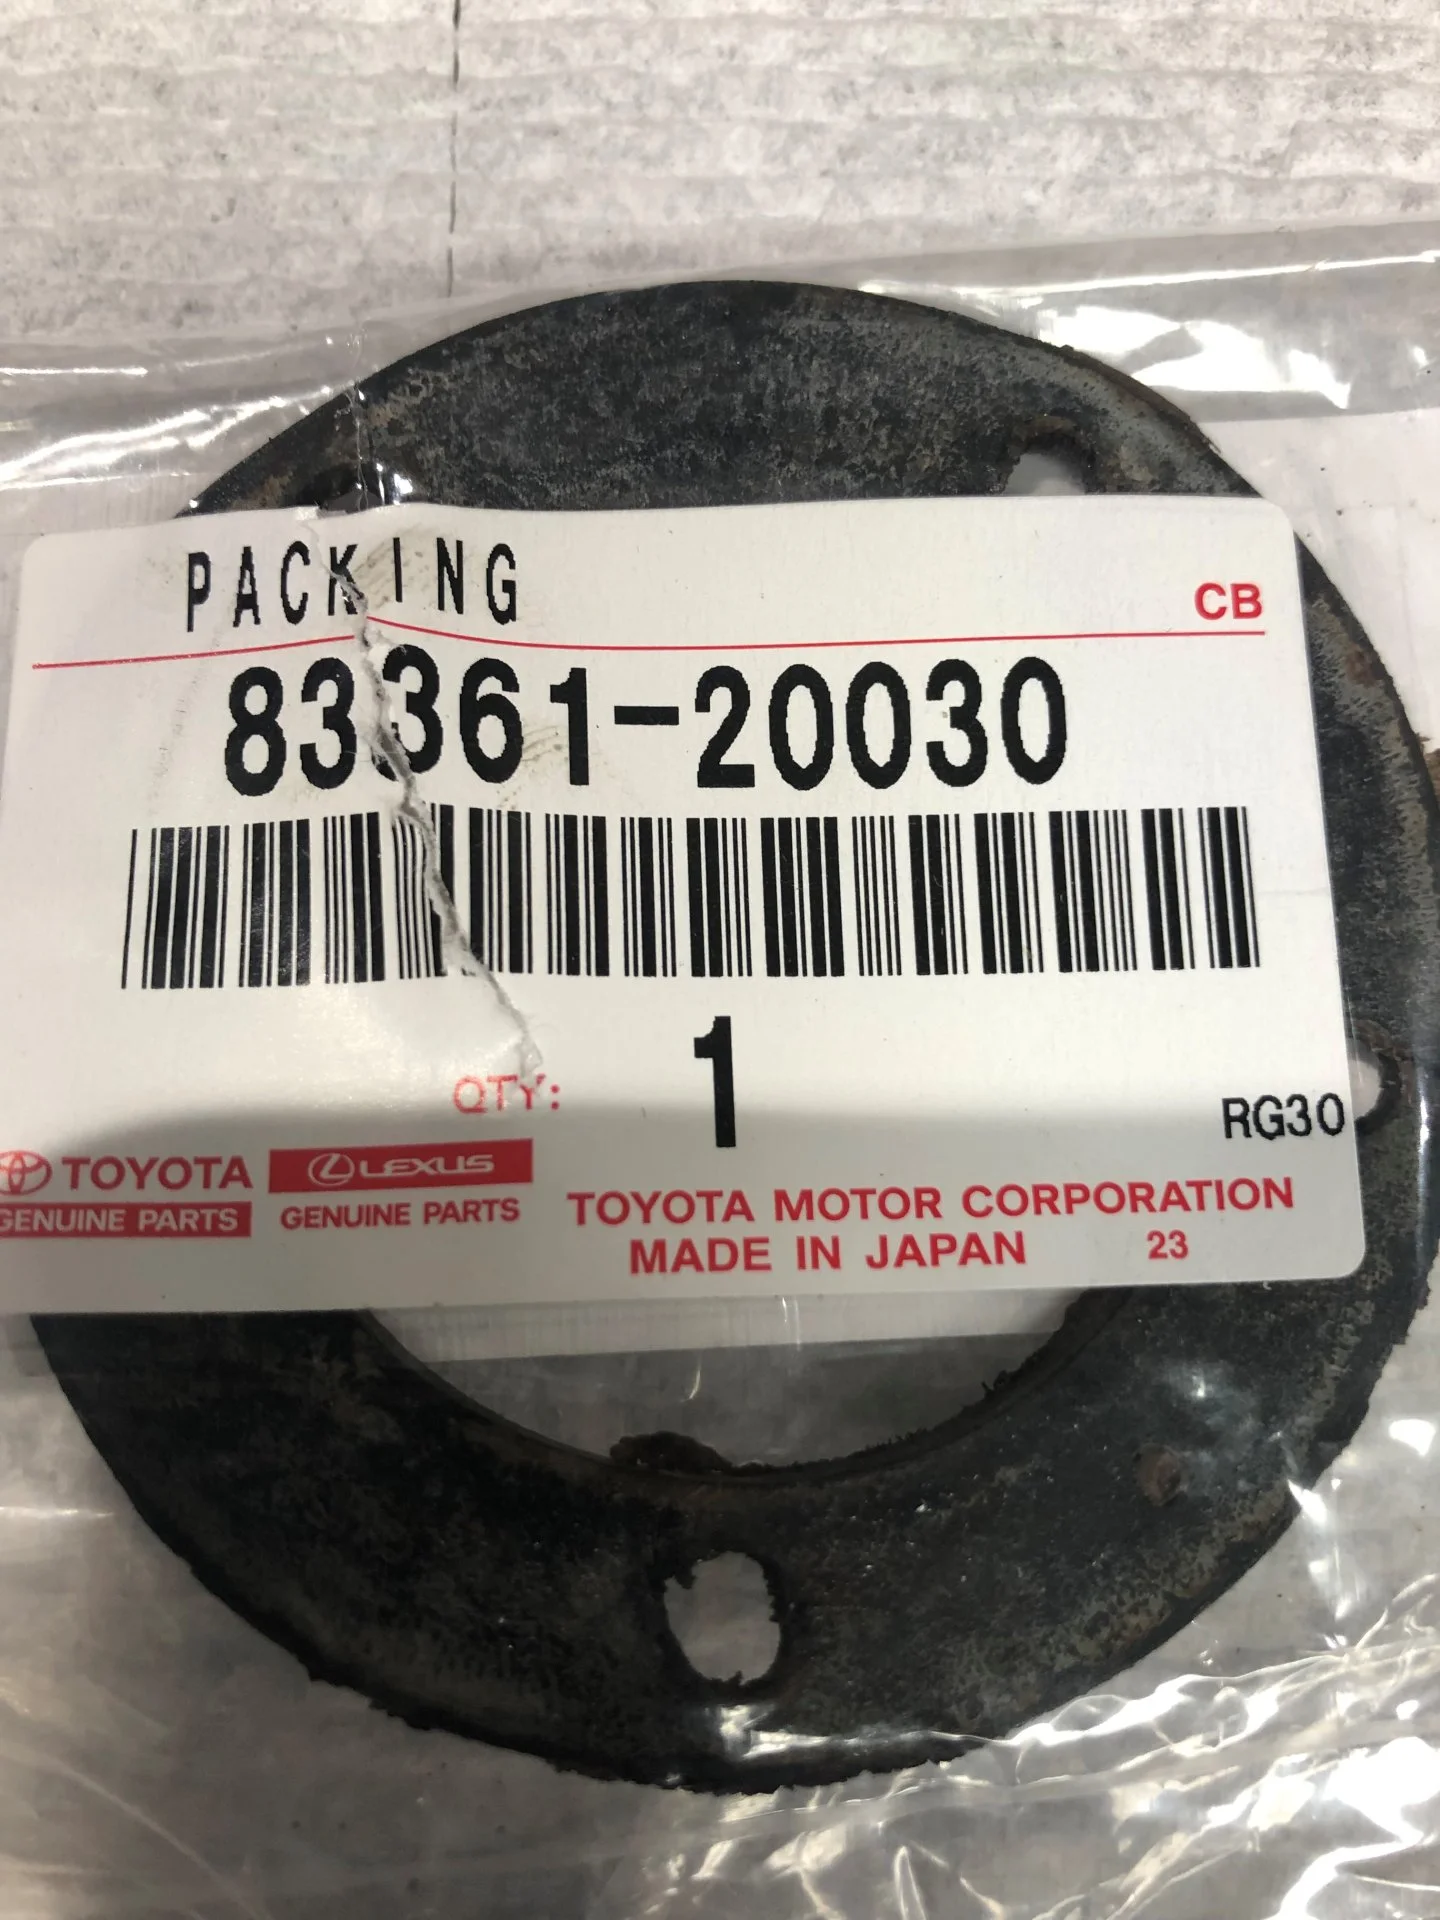 PACKING
CB
83361-20030
QTY: 1
RG30
TOYOTA
GENUINE PARTS
LEXUS
GENUINE PARTS
TOYOTA MOTOR CORPORATION
MADE IN JAPAN 23